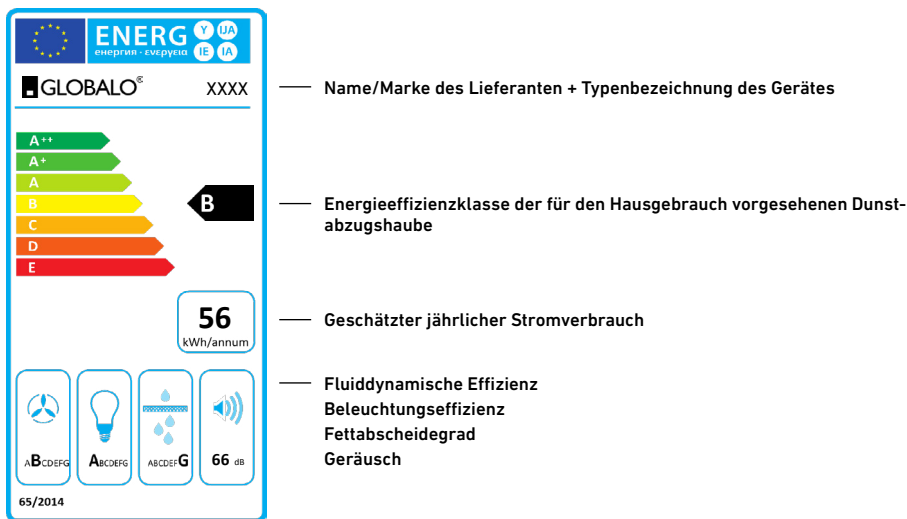 ENERG Y IJA
енергия · ενεργεια IE IA
GLOBALO® XXXX
Name/Marke des Lieferanten + Typenbezeichnung des Gerätes
A++
A+
A
B
C
D
E
B
Energieeffizienzklasse der für den Hausgebrauch vorgesehenen Dunst-
abzugshaube
56
kWh/annum
Geschätzter jährlicher Stromverbrauch
Fluiddynamische Effizienz
Beleuchtungseffizienz
Fettabscheidegrad
Geräusch
ABCDEFG ABCDEFG ABCDEFG 66 dB
65/2014